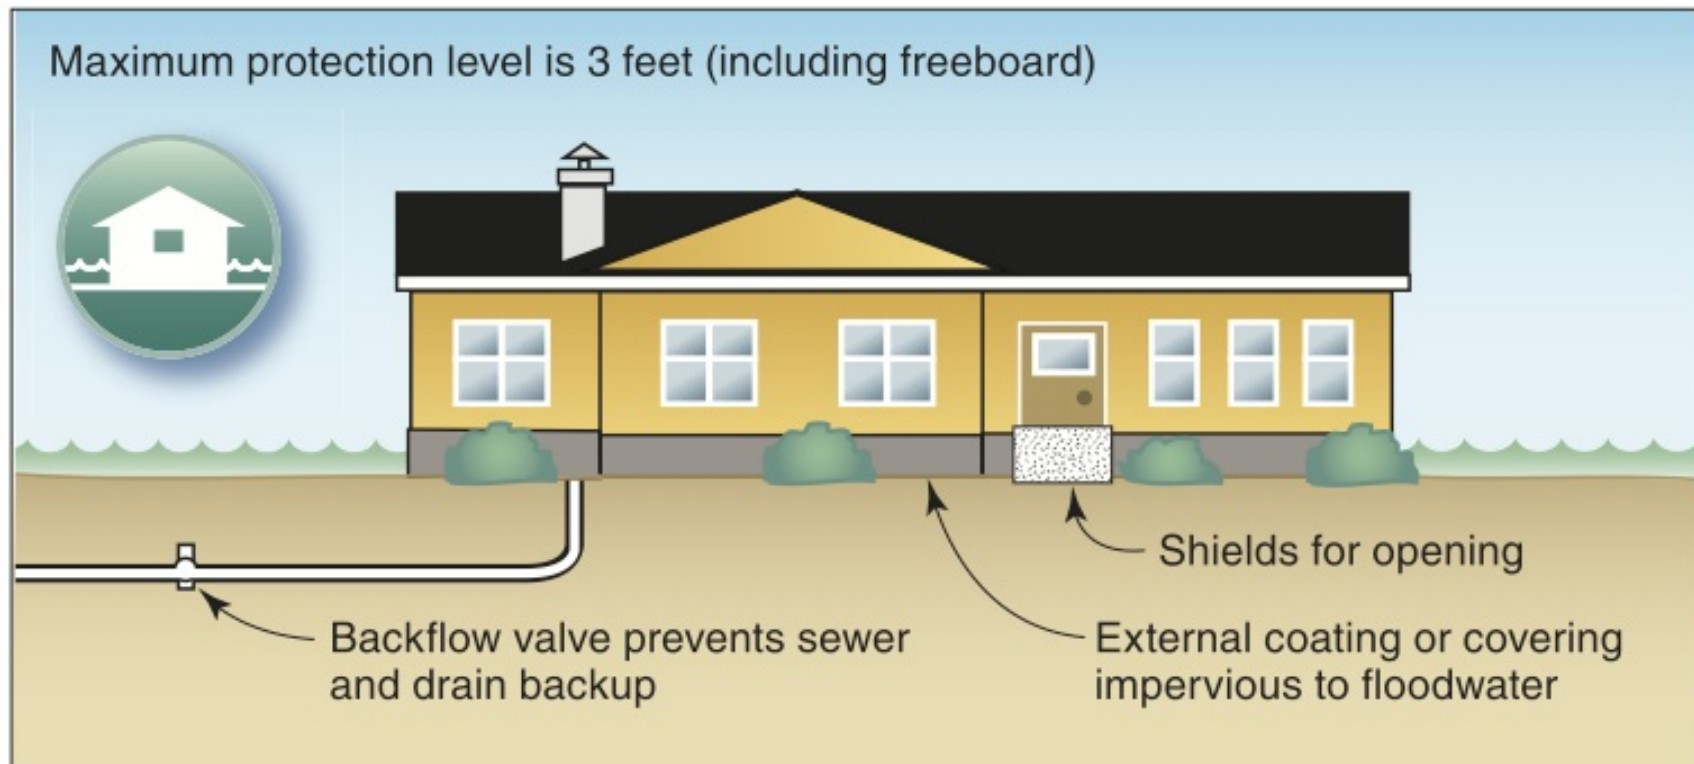 Maximum protection level is 3 feet (including freeboard)
Shields for opening
Backflow valve prevents sewer
and drain backup
External coating or covering
impervious to floodwater